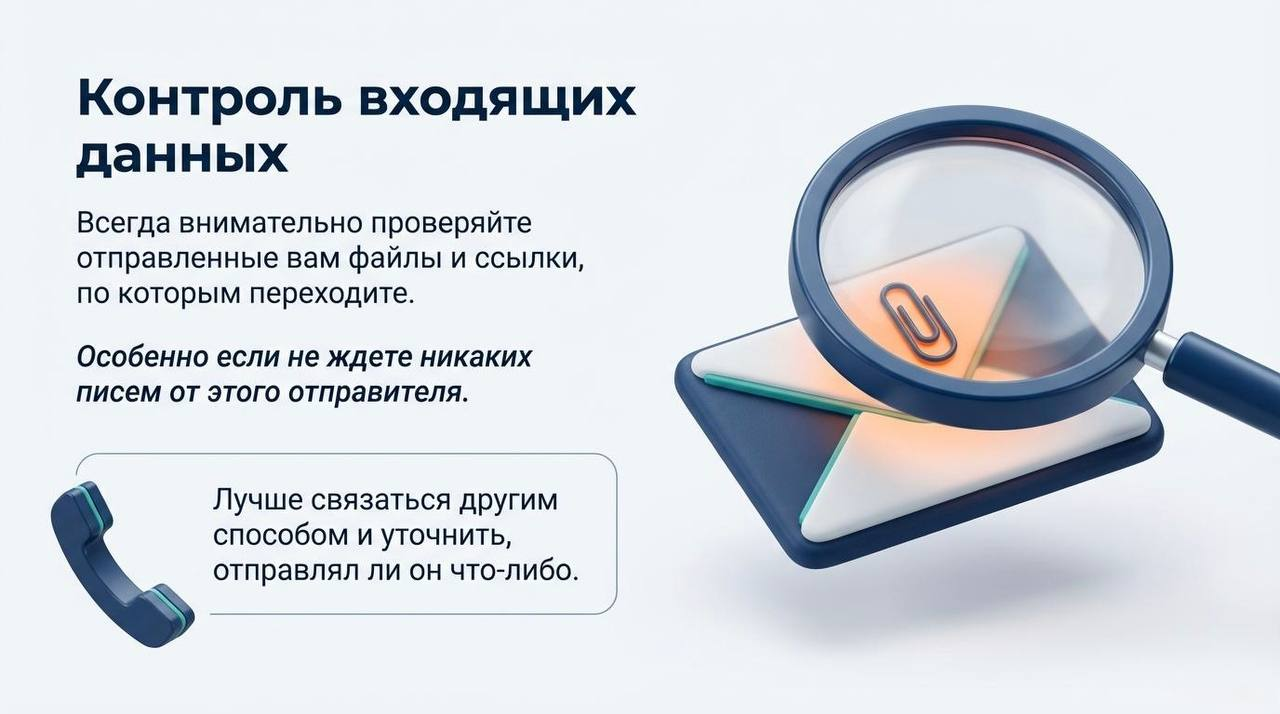 Контроль входящих
данных
Всегда внимательно проверяйте
отправленные вам файлы и ссылки,
по которым переходите.
Особенно если не ждете никаких
писем от этого отправителя.
Лучше связаться другим
способом и уточнить,
отправлял ли он что-либо.